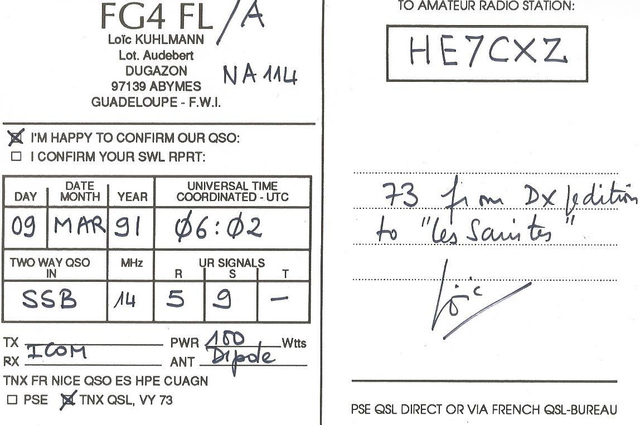 FG4 FL/A
Loïc KUHLMANN
Lot. Audebert
DUGAZON
97139 ABYMES
GUADELOUPE - F.W.I.
NA 114
I'M HAPPY TO CONFIRM OUR QSO:
I CONFIRM YOUR SWL RPRT:
DAY DATE MONTH YEAR UNIVERSAL TIME COORDINATED - UTC
09 MAR 91 06:02
TWO WAY QSO IN MHz UR SIGNALS R S T
SSB 14 5 9 –
TX ICOM PWR 100 Wtts
RX ANT Dipole
TNX FR NICE QSO ES HPE CUAGN
PSE TNX QSL, VY 73
TO AMATEUR RADIO STATION:
HE7CXZ
73 from Dxpedition
to "les Saintes"
Loïc
PSE QSL DIRECT OR VIA FRENCH QSL-BUREAU